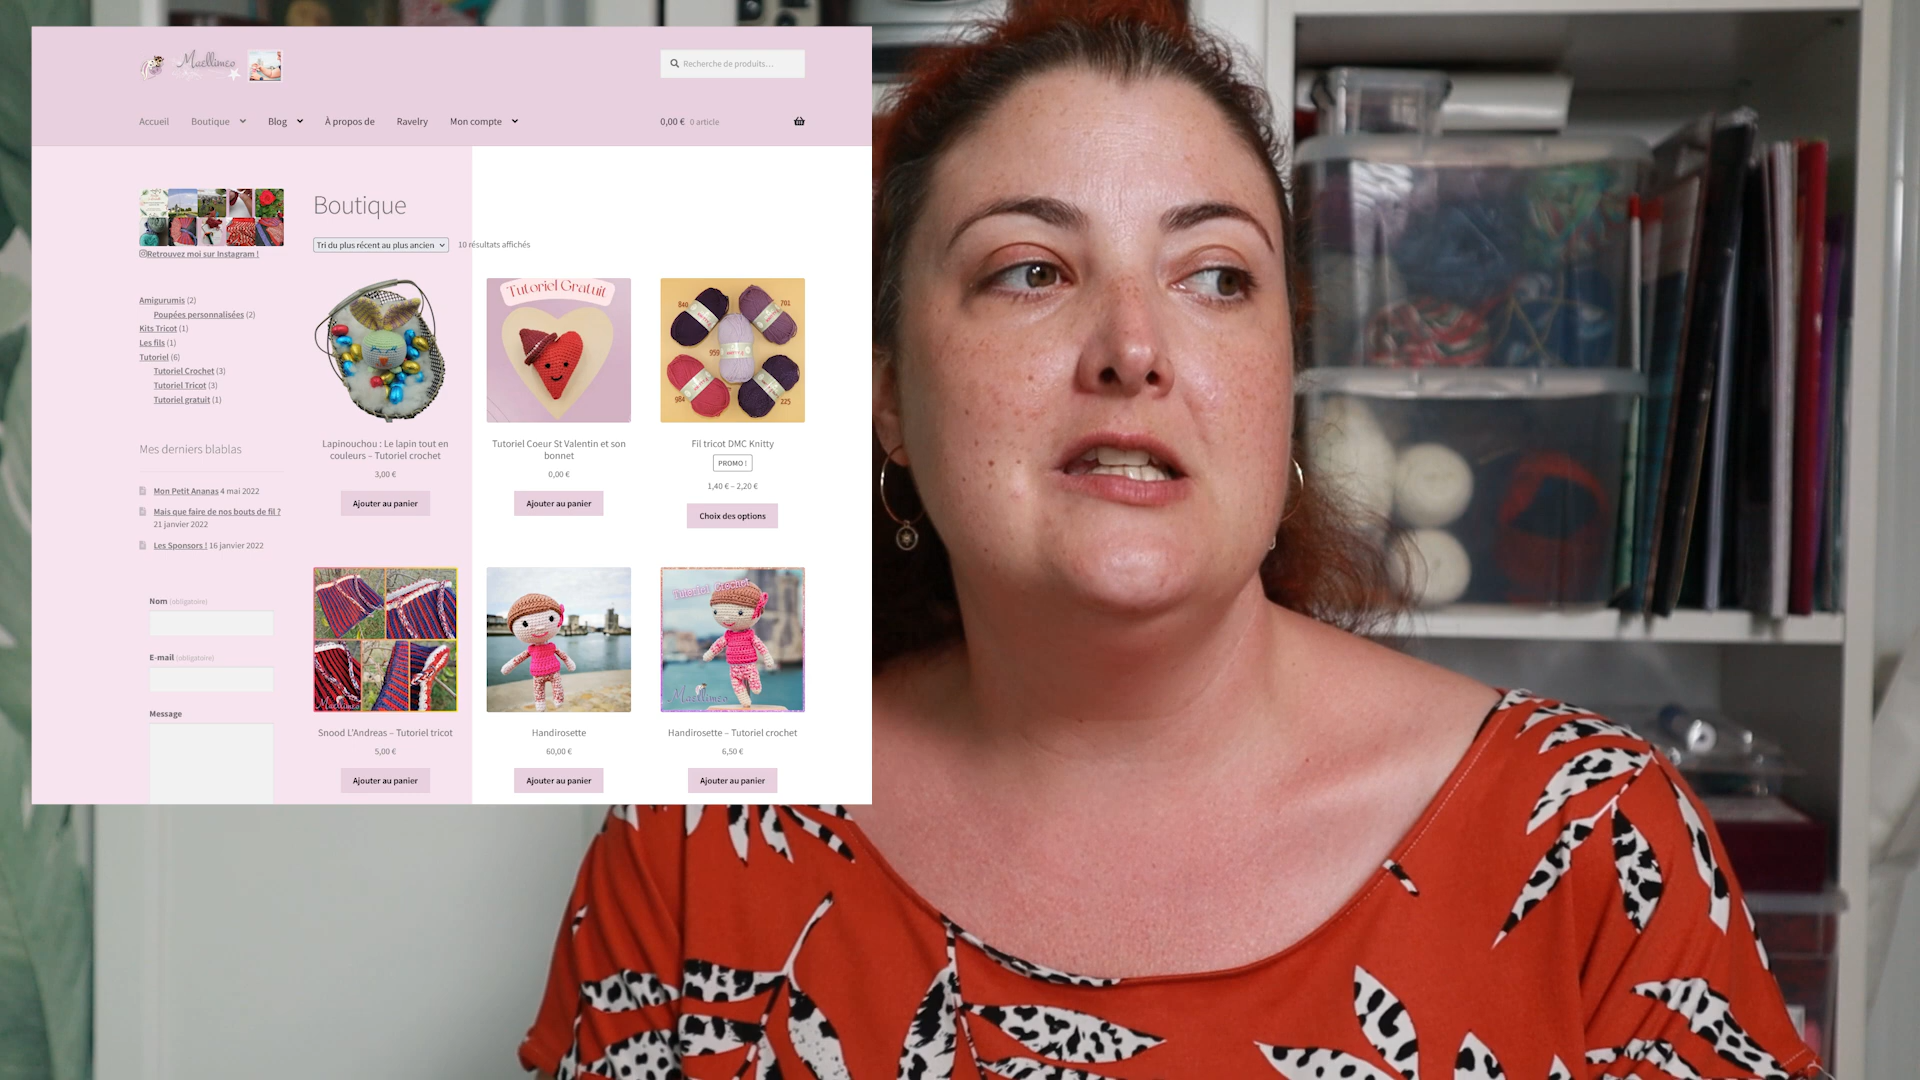 Maellimeo
Recherche de produits…
Accueil
Boutique
Blog
À propos de
Ravelry
Mon compte
0,00 € 0 article
Retrouvez moi sur Instagram !
Amigurumis (2)
Poupées personnalisées (2)
Kits Tricot (1)
Les fils (1)
Tutoriel (6)
Tutoriel Crochet (3)
Tutoriel Tricot (3)
Tutoriel gratuit (1)
Mes derniers blablas
Mon Petit Ananas 4 mai 2022
Mais que faire de nos bouts de fil ?
21 janvier 2022
Les Sponsors ! 16 janvier 2022
Nom (obligatoire)
E-mail (obligatoire)
Message
Boutique
Tri du plus récent au plus ancien
10 résultats affichés
Lapinouchou : Le lapin tout en
couleurs – Tutoriel crochet
3,00 €
Ajouter au panier
Tutoriel Gratuit
Tutoriel Coeur St Valentin et son
bonnet
0,00 €
Ajouter au panier
840
701
959
984
225
Fil tricot DMC Knitty
PROMO !
1,40 € – 2,20 €
Choix des options
Maellimeo
Snood L'Andreas – Tutoriel tricot
5,00 €
Ajouter au panier
Handirosette
60,00 €
Ajouter au panier
Tutoriel Crochet
Maellimeo
Handirosette – Tutoriel crochet
6,50 €
Ajouter au panier